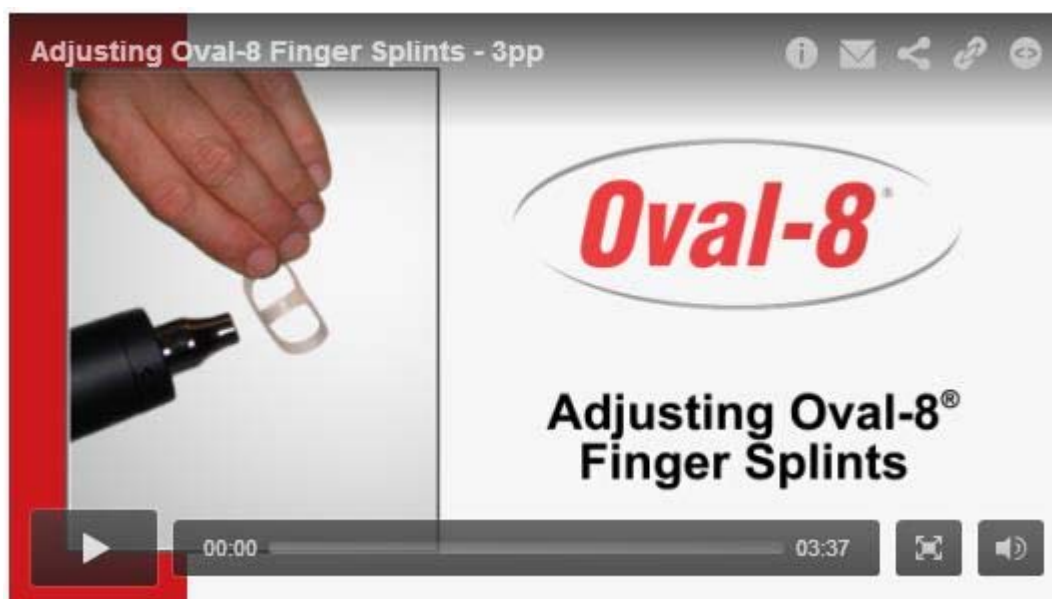 Adjusting Oval-8 Finger Splints - 3pp
Oval-8®
Adjusting Oval-8®
Finger Splints
00:00
03:37